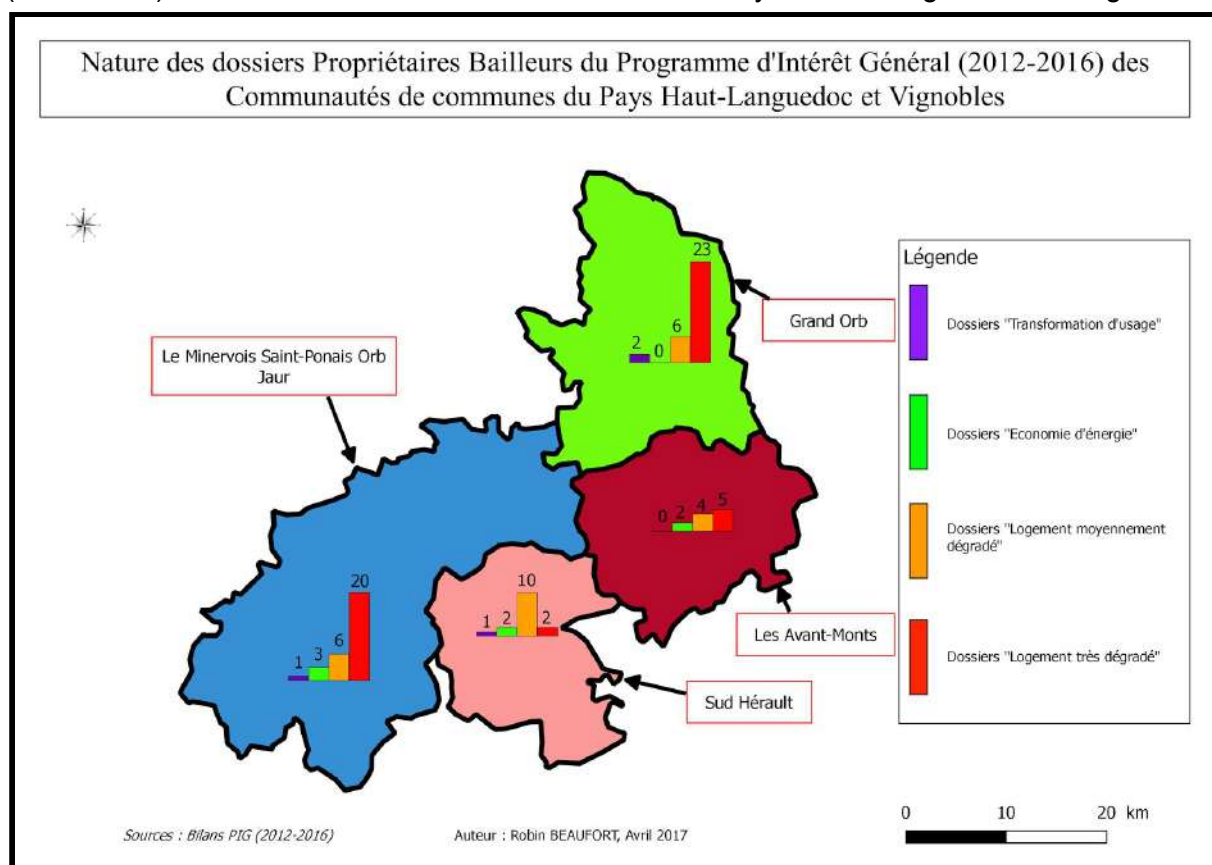 Nature des dossiers Propriétaires Bailleurs du Programme d'Intérêt Général (2012-2016) des
Communautés de communes du Pays Haut-Languedoc et Vignobles
Légende
Dossiers "Transformation d'usage"
Dossiers "Economie d'énergie"
Dossiers "Logement moyennement
dégradé"
Dossiers "Logement très dégradé"
Grand Orb
23
6
2
0
Le Minervois Saint-Ponais Orb
Jaur
0
2
4
5
10
1
2
2
20
1
3
6
Les Avant-Monts
Sud Hérault
0 10 20 km
Sources : Bilans PIG (2012-2016)
Auteur : Robin BEAUFORT, Avril 2017